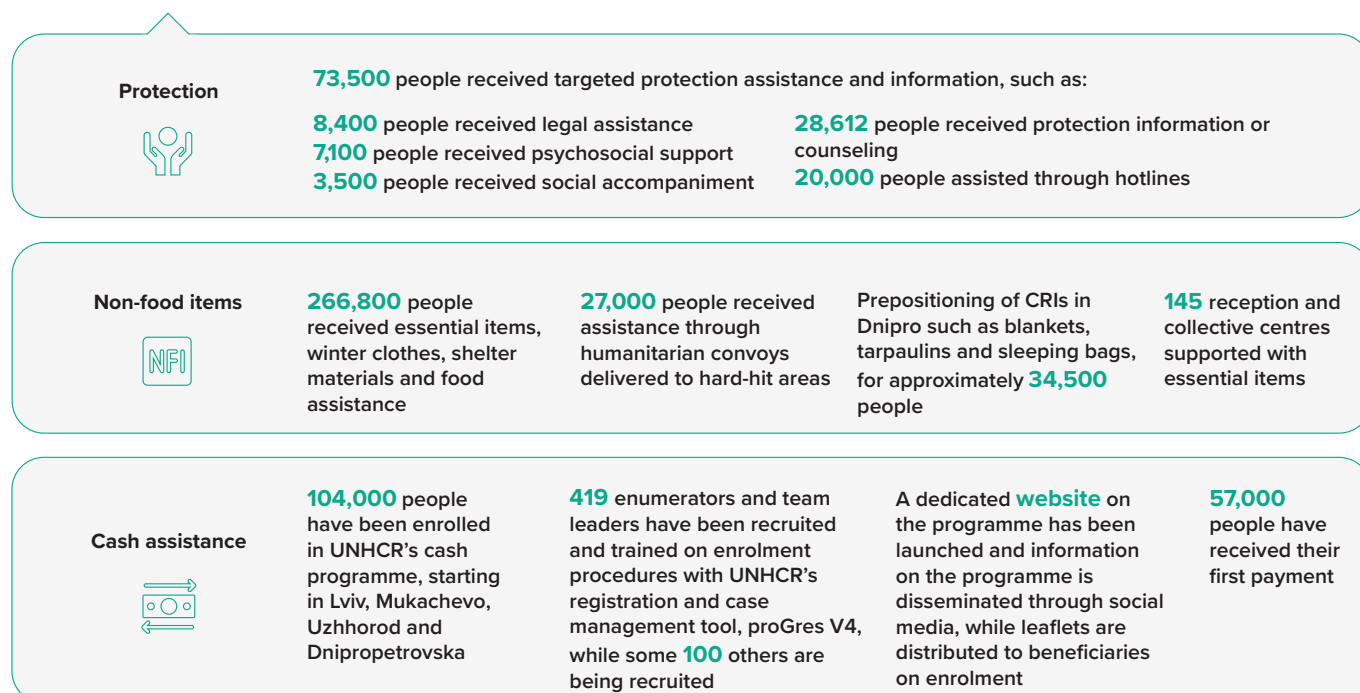 Protection
73,500 people received targeted protection assistance and information, such as:
8,400 people received legal assistance
7,100 people received psychosocial support
3,500 people received social accompaniment
28,612 people received protection information or
counseling
20,000 people assisted through hotlines
Non-food items
NFI
266,800 people
received essential items,
winter clothes, shelter
materials and food
assistance
27,000 people received
assistance through
humanitarian convoys
delivered to hard-hit areas
Prepositioning of CRIs in
Dnipro such as blankets,
tarpaulins and sleeping bags,
for approximately 34,500
people
145 reception and
collective centres
supported with
essential items
Cash assistance
104,000 people
have been enrolled
in UNHCR's cash
programme, starting
in Lviv, Mukachevo,
Uzhhorod and
Dnipropetrovska
419 enumerators and team
leaders have been recruited
and trained on enrolment
procedures with UNHCR's
registration and case
management tool, proGres V4,
while some 100 others are
being recruited
A dedicated website on
the programme has been
launched and information
on the programme is
disseminated through social
media, while leaflets are
distributed to beneficiaries
on enrolment
57,000
people have
received their
first payment